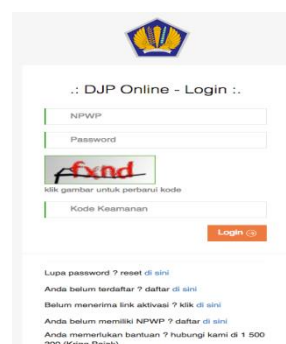 .: DJP Online - Login :.
NPWP
Password
fxnd
klik gambar untuk perbarui kode
Kode Keamanan
Login
Lupa password ? reset di sini
Anda belum terdaftar ? daftar di sini
Belum menerima link aktivasi ? klik di sini
Anda belum memiliki NPWP ? daftar di sini
Anda memerlukan bantuan ? hubungi kami di 1 500
200 (Kring Pajak)